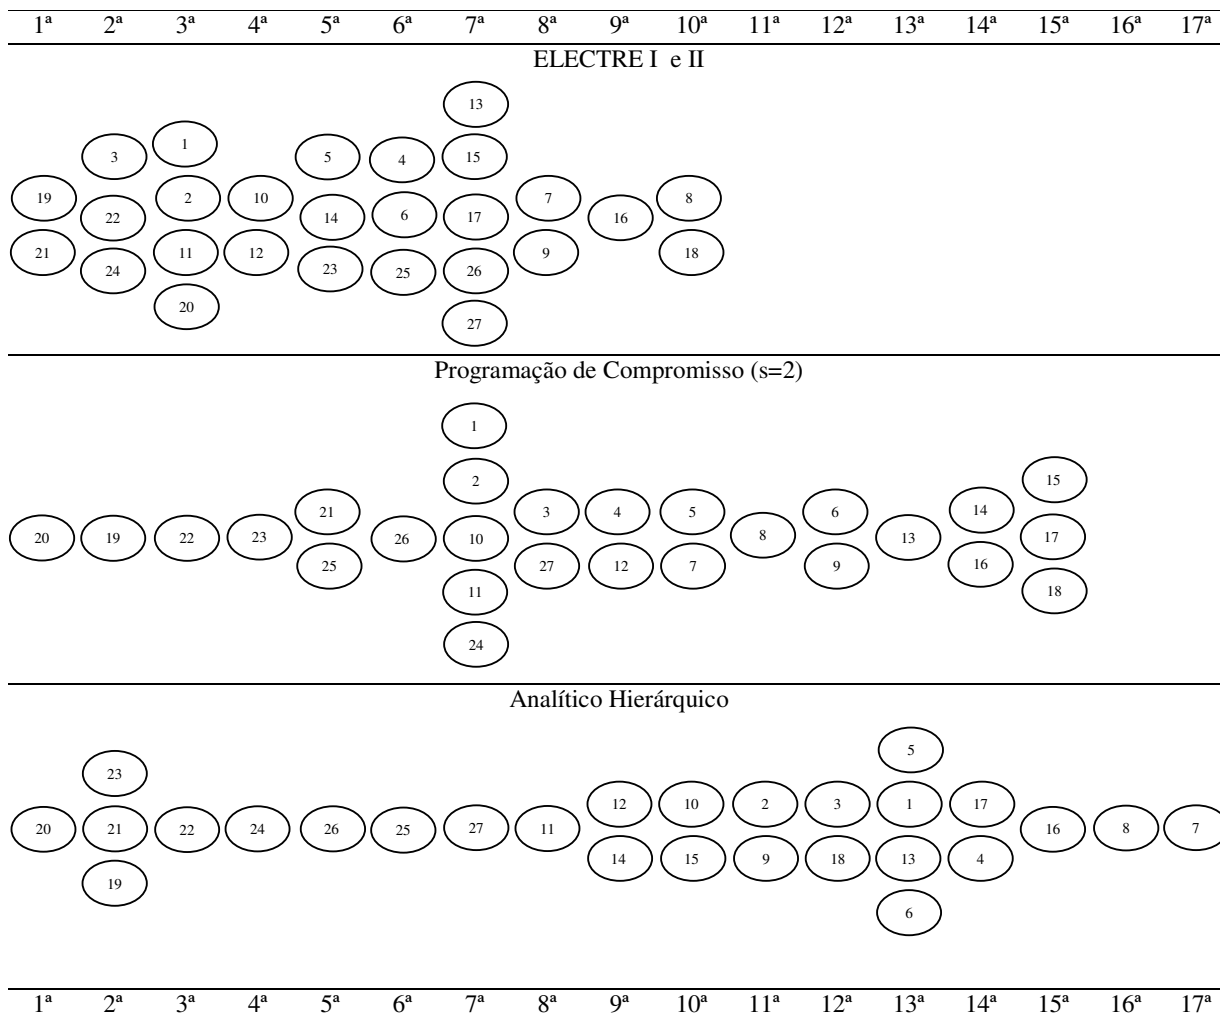 1ª 2ª 3ª 4ª 5ª 6ª 7ª 8ª 9ª 10ª 11ª 12ª 13ª 14ª 15ª 16ª 17ª
ELECTRE I e II
13
1
3 5 4 15
19 2 10 7 8
22 14 6 17 16
21 11 12 9 18
24 23 25 26
20
27
Programação de Compromisso (s=2)
1
2 15
21 3 4 5 6 14
20 19 22 23 26 10 8 13 17
25 27 12 7 9 16
11 18
24
Analítico Hierárquico
5
23
12 10 2 3 1 17
20 21 22 24 26 25 27 11 16 8 7
14 15 9 18 13 4
19
6
1ª 2ª 3ª 4ª 5ª 6ª 7ª 8ª 9ª 10ª 11ª 12ª 13ª 14ª 15ª 16ª 17ª